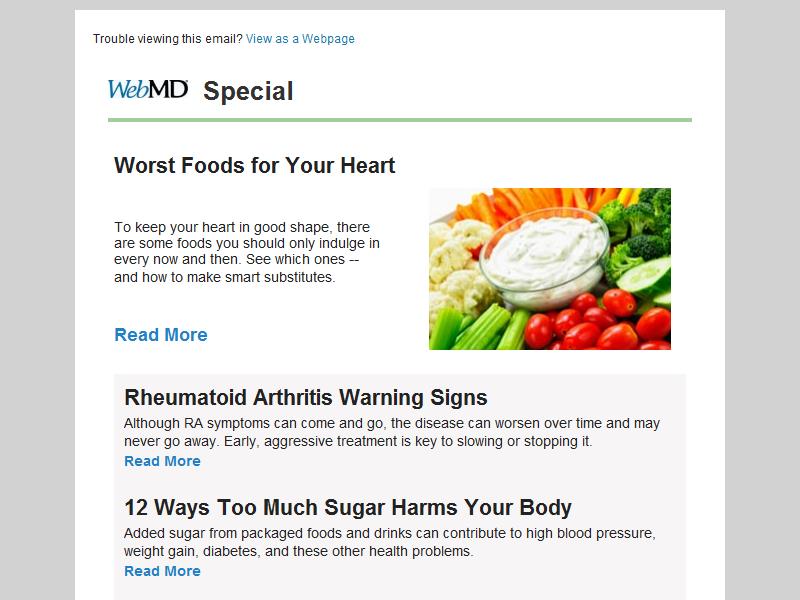 Trouble viewing this email? View as a Webpage
WebMD Special
Worst Foods for Your Heart
To keep your heart in good shape, there
are some foods you should only indulge in
every now and then. See which ones --
and how to make smart substitutes.
Read More
Rheumatoid Arthritis Warning Signs
Although RA symptoms can come and go, the disease can worsen over time and may
never go away. Early, aggressive treatment is key to slowing or stopping it.
Read More
12 Ways Too Much Sugar Harms Your Body
Added sugar from packaged foods and drinks can contribute to high blood pressure,
weight gain, diabetes, and these other health problems.
Read More